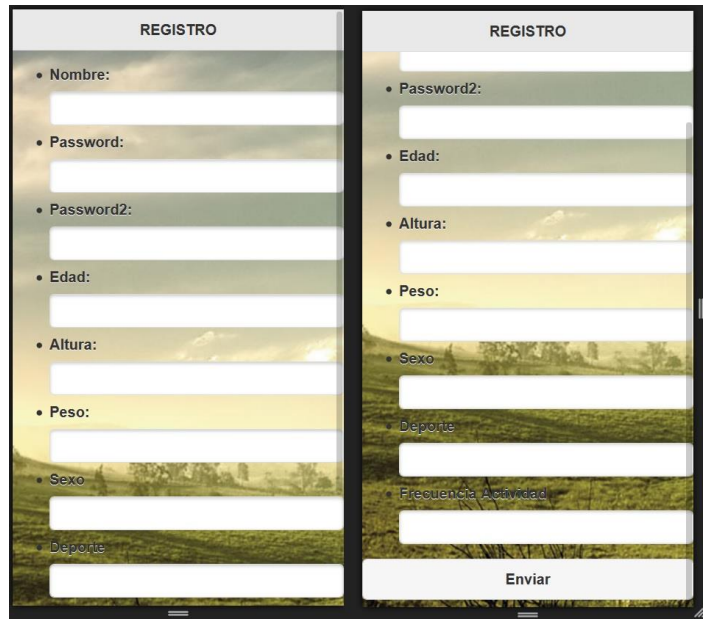 REGISTRO
Nombre:
Password:
Password2:
Edad:
Altura:
Peso:
Sexo
Deporte
REGISTRO
Password2:
Edad:
Altura:
Peso:
Sexo
Deporte
Frecuencia Actividad
Enviar